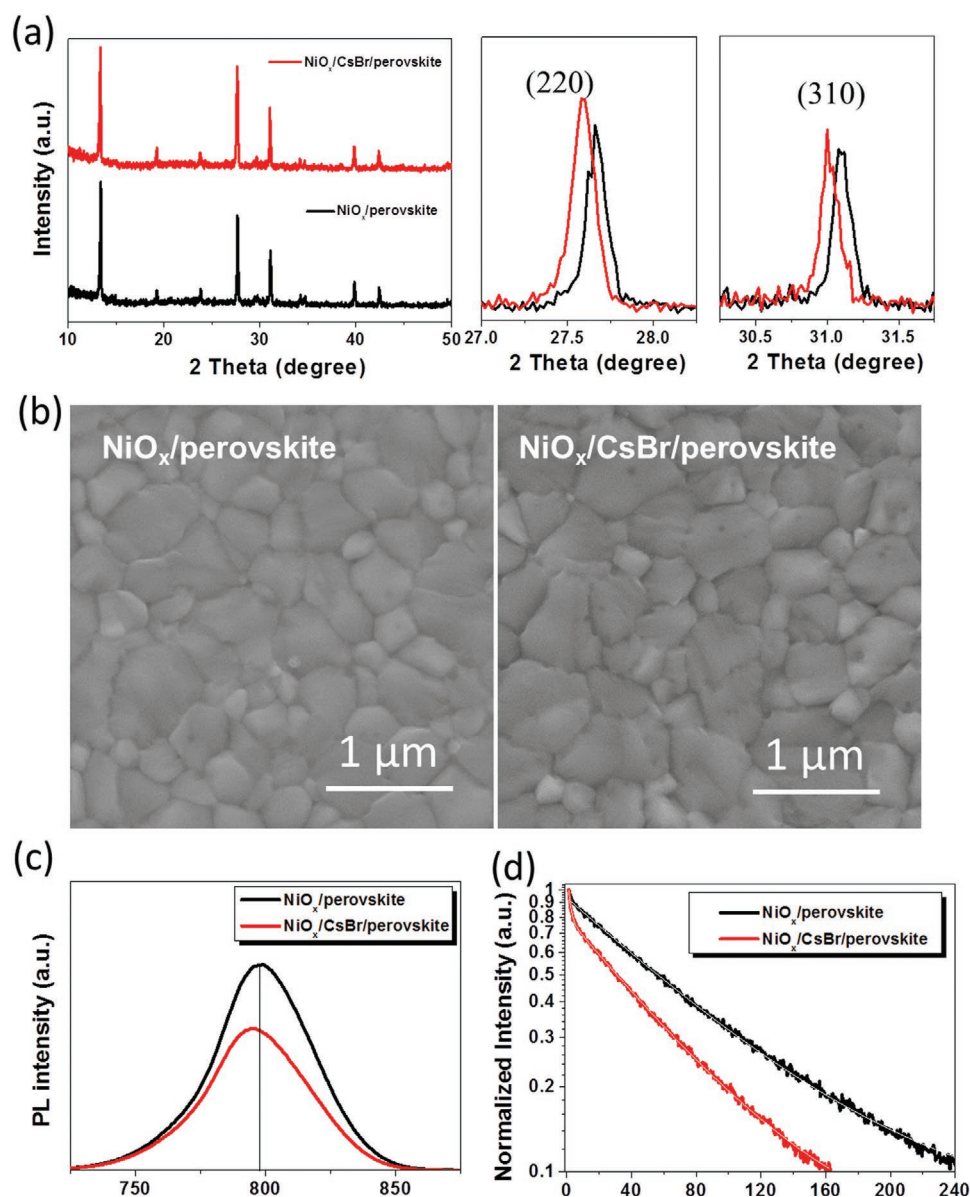 (a)
Intensity (a.u.)
NiOₓ/CsBr/perovskite
NiOₓ/perovskite
10 20 30 40 50
2 Theta (degree)
(220)
27.0 27.5 28.0
2 Theta (degree)
(310)
30.5 31.0 31.5
2 Theta (degree)
(b)
NiOₓ/perovskite
1 µm
NiOₓ/CsBr/perovskite
1 µm
(c)
PL intensity (a.u.)
NiOₓ/perovskite
NiOₓ/CsBr/perovskite
750 800 850
(d)
Normalized Intensity (a.u.)
1
0.9
0.8
0.7
0.6
0.5
0.4
0.3
0.2
0.1
NiOₓ/perovskite
NiOₓ/CsBr/perovskite
0 40 80 120 160 200 240